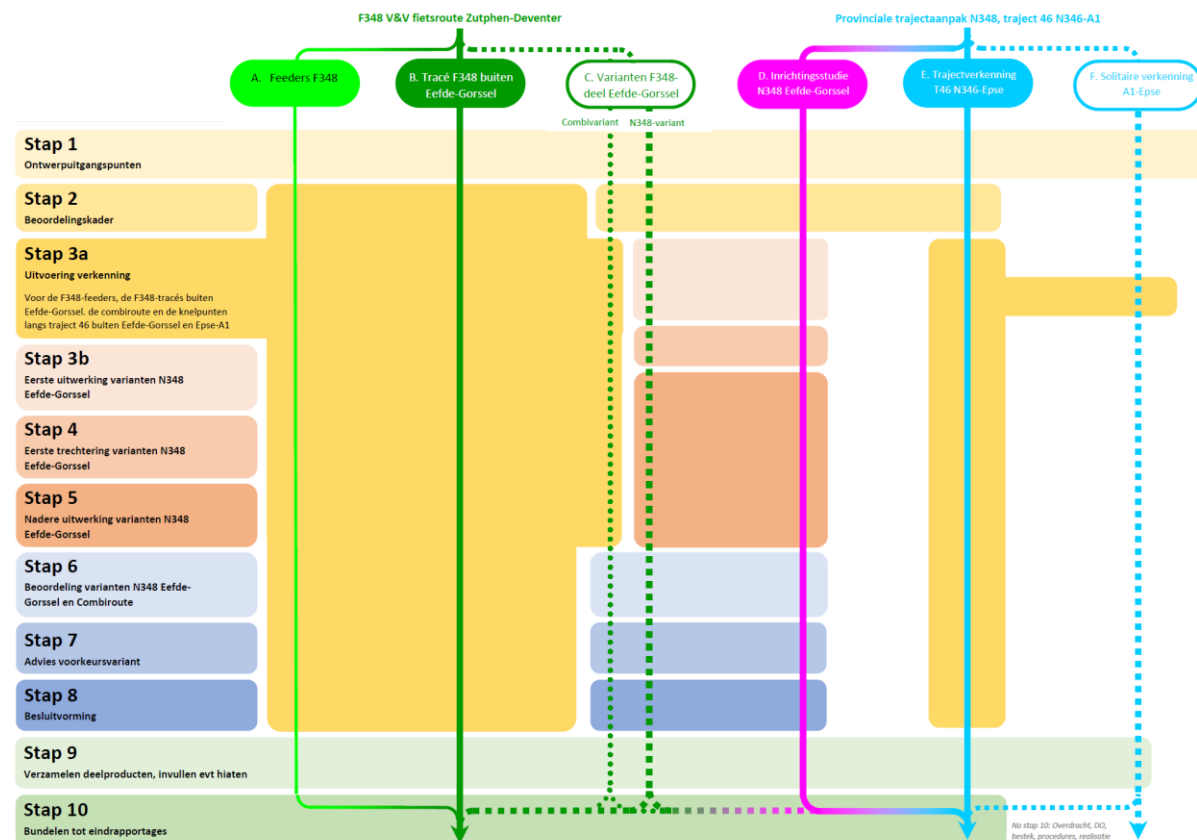 F348 V&V fietsroute Zutphen-Deventer
Provinciale trajectaanpak N348, traject 46 N346-A1
A. Feeders F348
B. Tracé F348 buiten
Eefde-Gorssel
C. Varianten F348-
deel Eefde-Gorssel
D. Inrichtingsstudie
N348 Eefde-Gorssel
E. Trajectverkenning
T46 N346-Epse
F. Solitaire verkenning
A1-Epse
Combivariant
N348-variant
Stap 1
Ontwerpuitgangspunten
Stap 2
Beoordelingskader
Stap 3a
Uitvoering verkenning
Voor de F348-feeders, de F348-tracés buiten
Eefde-Gorssel. de combiroute en de knelpunten
langs traject 46 buiten Eefde-Gorssel en Epse-A1
Stap 3b
Eerste uitwerking varianten N348
Eefde-Gorssel
Stap 4
Eerste trechtering varianten N348
Eefde-Gorssel
Stap 5
Nadere uitwerking varianten N348
Eefde-Gorssel
Stap 6
Beoordeling varianten N348 Eefde-
Gorssel en Combiroute
Stap 7
Advies voorkeursvariant
Stap 8
Besluitvorming
Stap 9
Verzamelen deelproducten, invullen evt hiaten
Stap 10
Bundelen tot eindrapportages
Na stap 10: Overdracht, DO,
bestek, procedures, realisatie